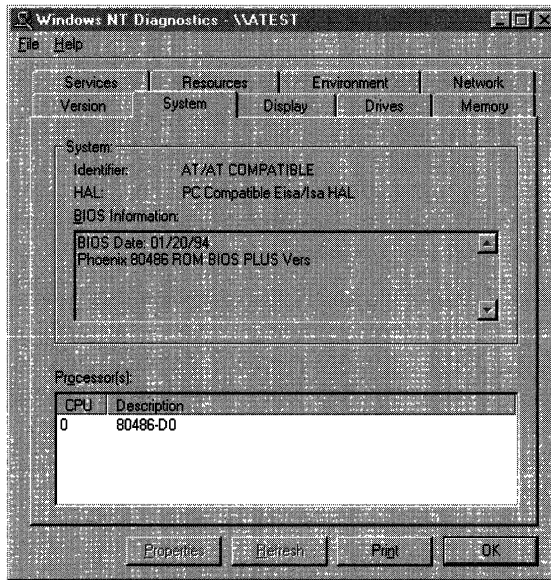 Windows NT Diagnostics - \\ATEST
File Help
Services Resources Environment Network
Version System Display Drives Memory
System:
Identifier: AT/AT COMPATIBLE
HAL: PC Compatible Eisa/Isa HAL
BIOS Information:
BIOS Date: 01/20/94
Phoenix 80486 ROM BIOS PLUS Vers
Processor(s):
CPU Description
0 80486-D0
Properties Refresh Print OK